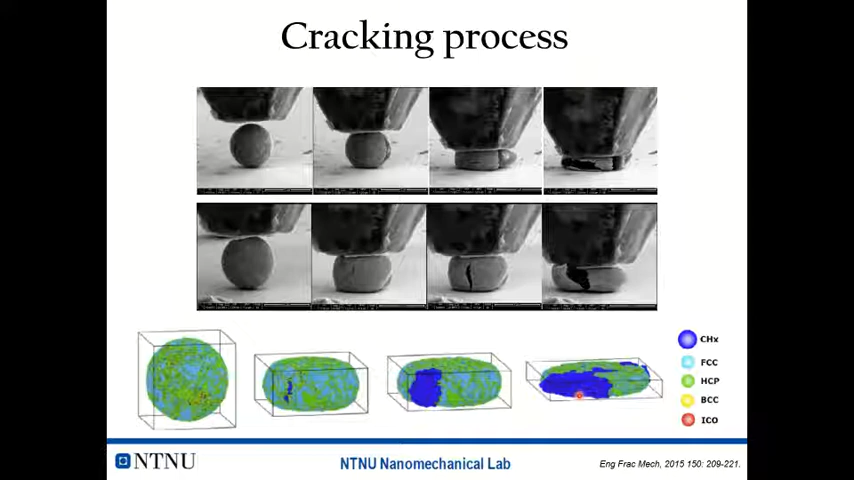 Cracking process
CHx
FCC
HCP
BCC
ICO
NTNU
NTNU Nanomechanical Lab
Eng Frac Mech, 2015 150: 209-221.